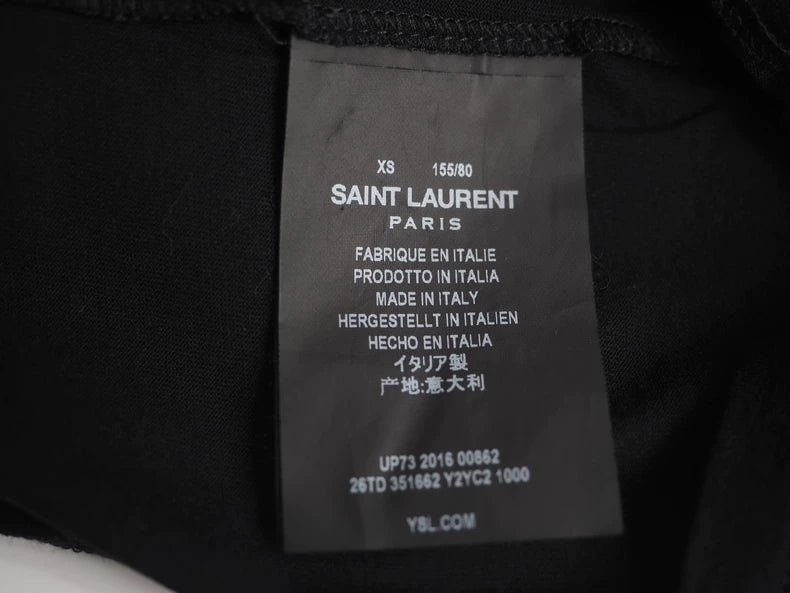 XS 155/80
SAINT LAURENT
PARIS
FABRIQUE EN ITALIE
PRODOTTO IN ITALIA
MADE IN ITALY
HERGESTELLT IN ITALIEN
HECHO EN ITALIA
イタリア製
产地:意大利
UP73 2016 00862
26TD 351662 Y2YC2 1000
YSL.COM